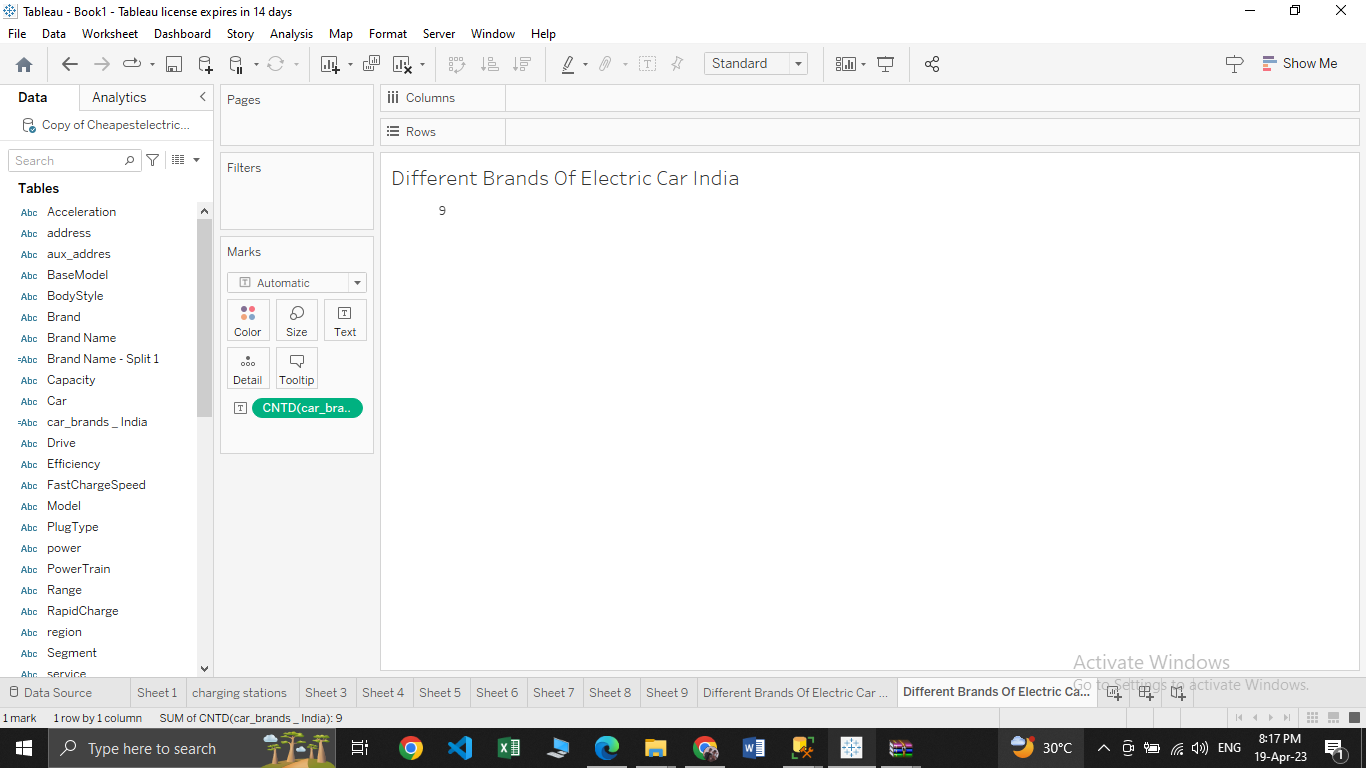 Tableau - Book1 - Tableau license expires in 14 days
File Data Worksheet Dashboard Story Analysis Map Format Server Window Help
Standard
Show Me
Data Analytics
Copy of Cheapestelectric...
Search
Tables
Abc Acceleration
Abc address
Abc aux_addres
Abc BaseModel
Abc BodyStyle
Abc Brand
Abc Brand Name
=Abc Brand Name - Split 1
Abc Capacity
Abc Car
=Abc car_brands _ India
Abc Drive
Abc Efficiency
Abc FastChargeSpeed
Abc Model
Abc PlugType
Abc power
Abc PowerTrain
Abc Range
Abc RapidCharge
Abc region
Abc Segment
Abc service
Pages
Filters
Marks
T Automatic
Color Size Text
Detail Tooltip
T CNTD(car_bra..
Columns
Rows
Different Brands Of Electric Car India
9
Activate Windows
Go to Settings to activate Windows.
Data Source Sheet 1 charging stations Sheet 3 Sheet 4 Sheet 5 Sheet 6 Sheet 7 Sheet 8 Sheet 9 Different Brands Of Electric Car ... Different Brands Of Electric Ca...
1 mark 1 row by 1 column SUM of CNTD(car_brands _ India): 9
Type here to search
30°C
ENG
8:17 PM
19-Apr-23
1